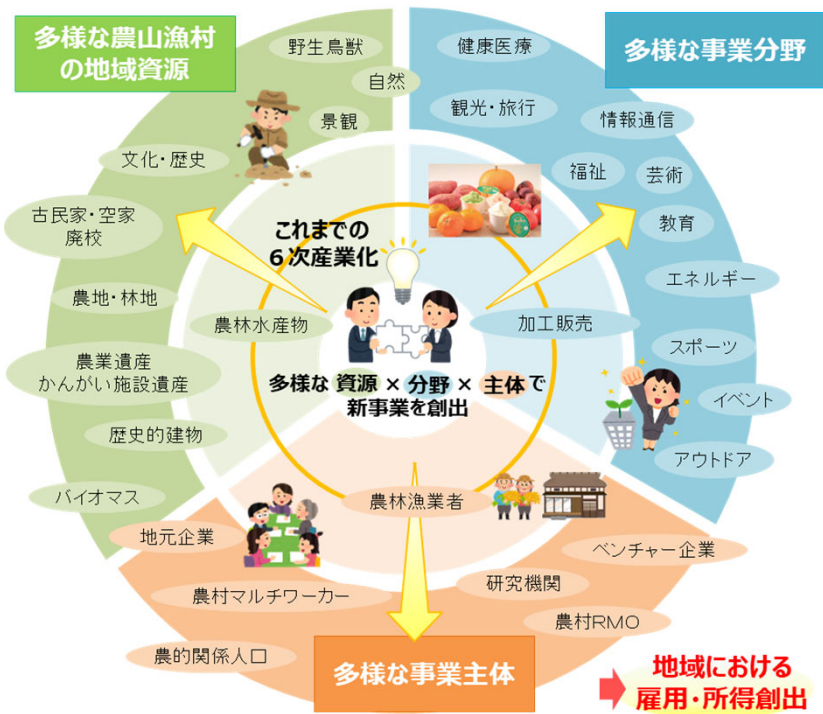 多様な農山漁村
の地域資源
多様な事業分野
野生鳥獣
自然
景観
文化・歴史
古民家・空家
廃校
農地・林地
農業遺産
かんがい施設遺産
歴史的建物
バイオマス
健康医療
観光・旅行
情報通信
福祉
芸術
教育
エネルギー
スポーツ
イベント
アウトドア
これまでの
6次産業化
農林水産物
加工販売
多様な 資源 × 分野 × 主体 で
新事業を創出
農林漁業者
地元企業
農村マルチワーカー
農的関係人口
ベンチャー企業
研究機関
農村RMO
多様な事業主体
地域における
雇用・所得創出